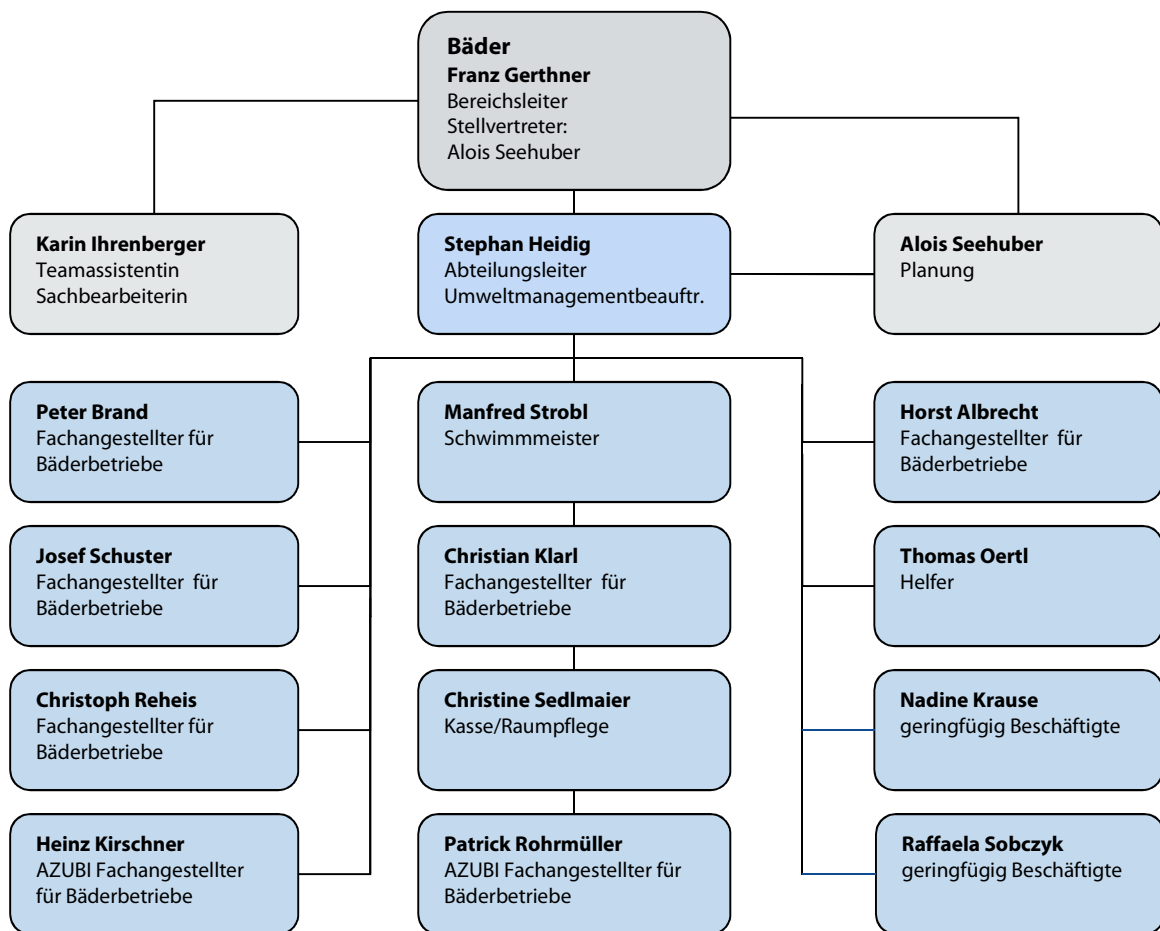 Bäder
Franz Gerthner
Bereichsleiter
Stellvertreter:
Alois Seehuber
Karin Ihrenberger
Teamassistentin
Sachbearbeiterin
Stephan Heidig
Abteilungsleiter
Umweltmanagementbeauftr.
Alois Seehuber
Planung
Peter Brand
Fachangestellter für
Bäderbetriebe
Manfred Strobl
Schwimmmeister
Horst Albrecht
Fachangestellter für
Bäderbetriebe
Josef Schuster
Fachangestellter für
Bäderbetriebe
Christian Klarl
Fachangestellter für
Bäderbetriebe
Thomas Oertl
Helfer
Christoph Reheis
Fachangestellter für
Bäderbetriebe
Christine Sedlmaier
Kasse/Raumpflege
Nadine Krause
geringfügig Beschäftigte
Heinz Kirschner
AZUBI Fachangestellter
für Bäderbetriebe
Patrick Rohrmüller
AZUBI Fachangestellter für
Bäderbetriebe
Raffaela Sobczyk
geringfügig Beschäftigte